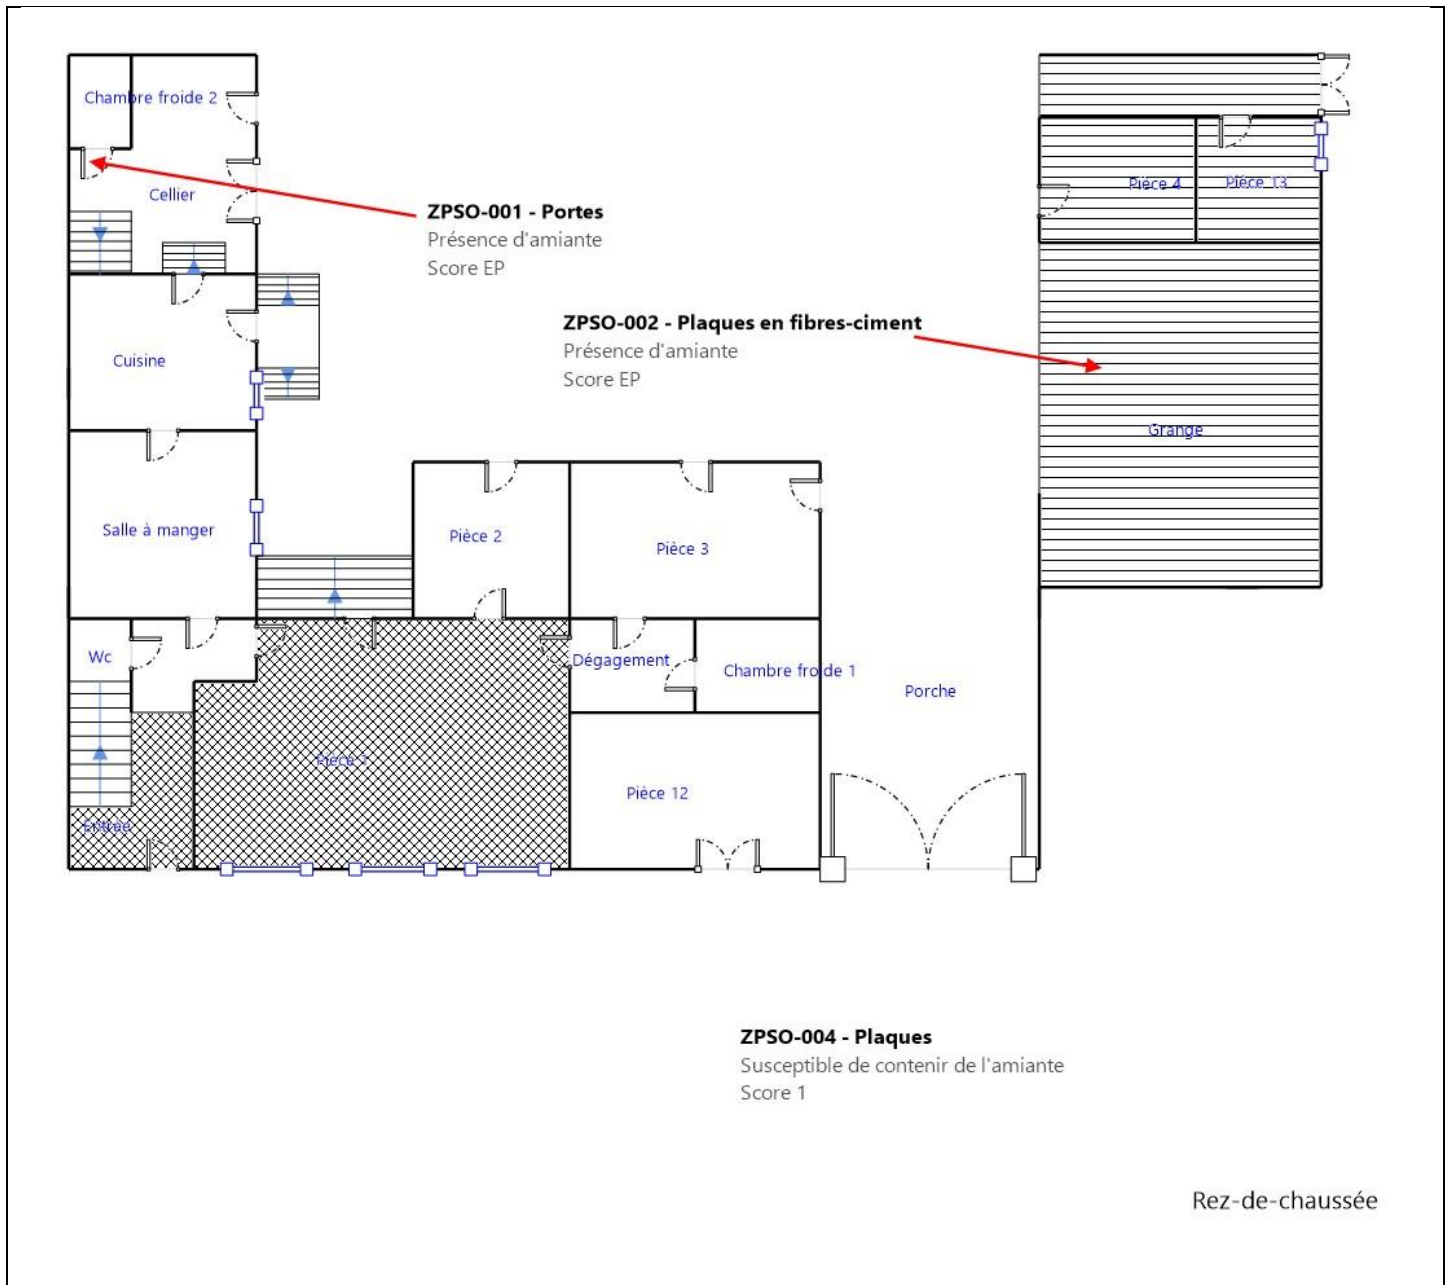 Chambre froide 2
Cellier
ZPSO-001 - Portes
Présence d'amiante
Score EP
Pièce 4
Pièce 13
ZPSO-002 - Plaques en fibres-ciment
Présence d'amiante
Score EP
Cuisine
Grange
Salle à manger
Pièce 2
Pièce 3
Wc
Dégagement
Chambre froide 1
Porche
Pièce 1
Pièce 12
Entrée
ZPSO-004 - Plaques
Susceptible de contenir de l'amiante
Score 1
Rez-de-chaussée